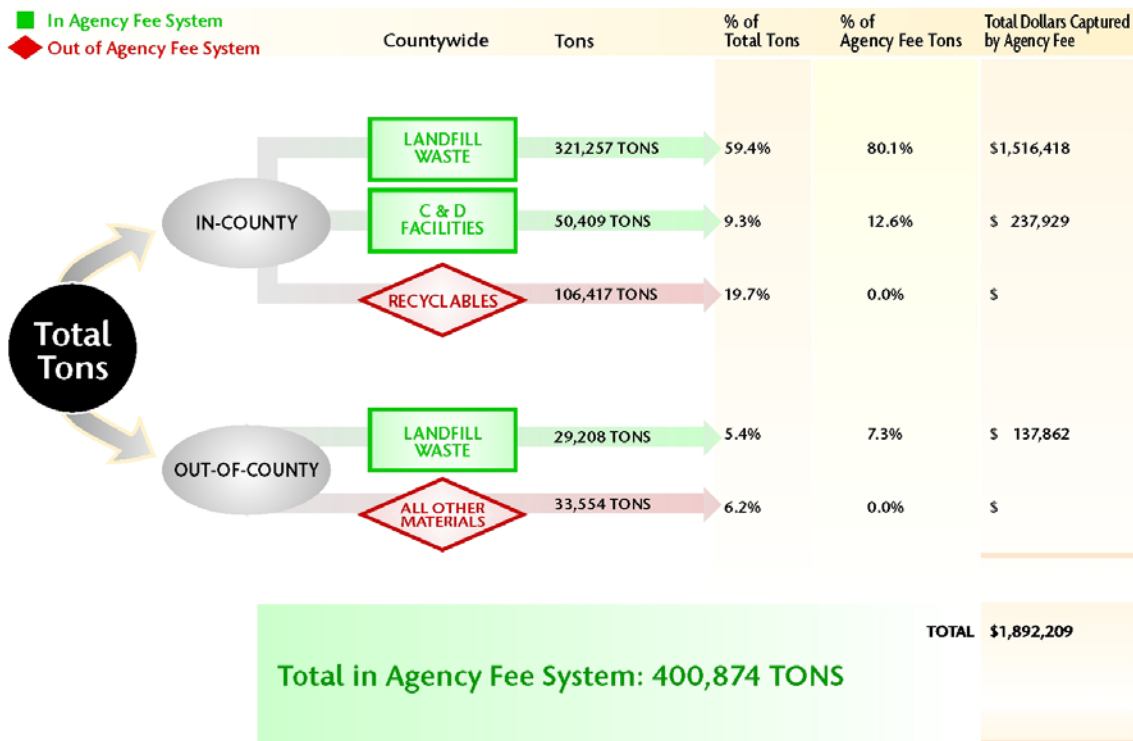 In Agency Fee System
Out of Agency Fee System
Countywide
Tons
% of
Total Tons
% of
Agency Fee Tons
Total Dollars Captured
by Agency Fee
Total
Tons
IN-COUNTY
LANDFILL
WASTE
321,257 TONS
59.4%
80.1%
$1,516,418
C & D
FACILITIES
50,409 TONS
9.3%
12.6%
$ 237,929
RECYCLABLES
106,417 TONS
19.7%
0.0%
$
OUT-OF-COUNTY
LANDFILL
WASTE
29,208 TONS
5.4%
7.3%
$ 137,862
ALL OTHER
MATERIALS
33,554 TONS
6.2%
0.0%
$
TOTAL $1,892,209
Total in Agency Fee System: 400,874 TONS